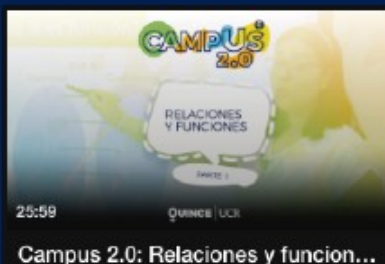 CAMPUS
2.0
RELACIONES
Y FUNCIONES
PARTE 1
25:59
QUINCE UCR
Campus 2.0: Relaciones y funcion...